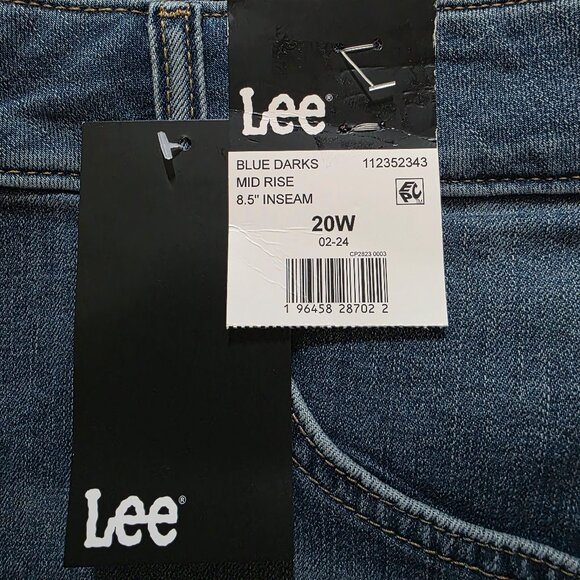 Lee®
BLUE DARKS 112352343
MID RISE
8.5" INSEAM
EPC
20W
02-24
CP2823 0003
1 96458 28702 2
Lee®